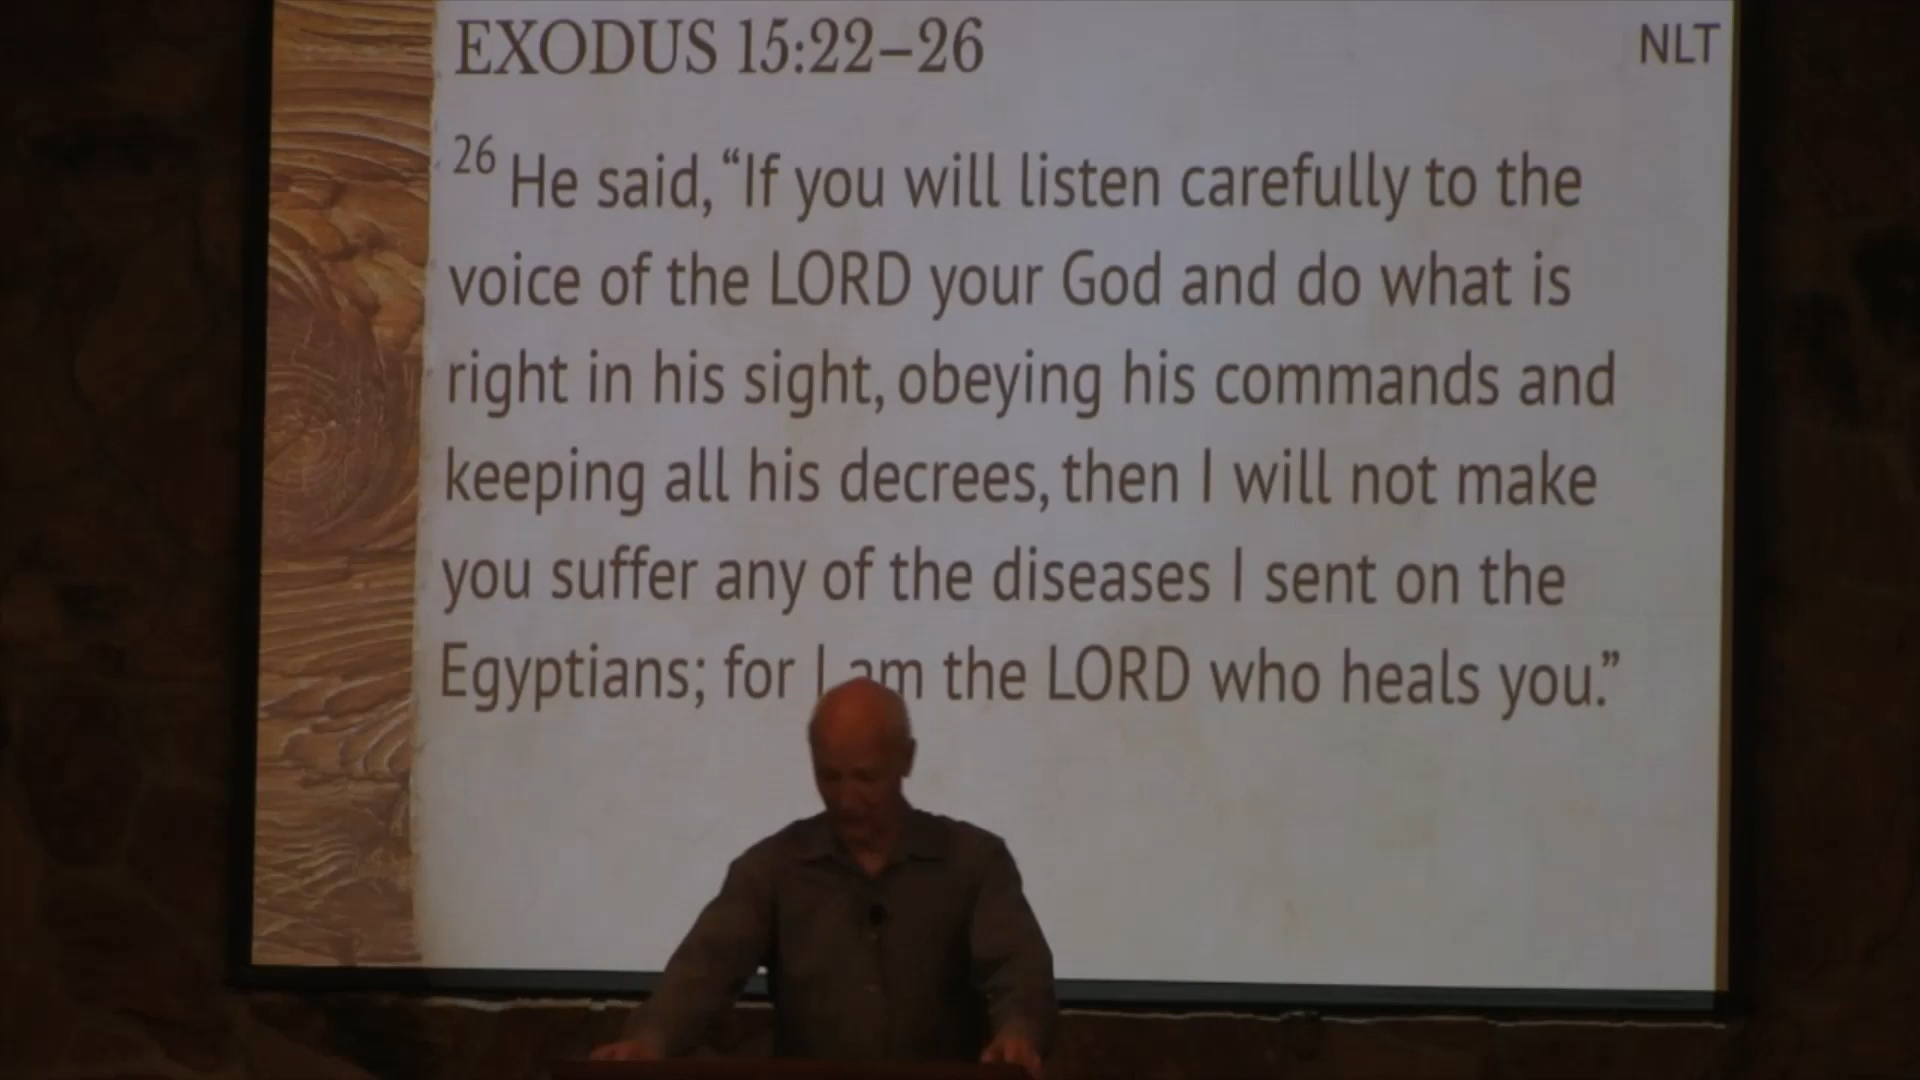 EXODUS 15:22–26
NLT
26 He said, “If you will listen carefully to the
voice of the LORD your God and do what is
right in his sight, obeying his commands and
keeping all his decrees, then I will not make
you suffer any of the diseases I sent on the
Egyptians; for I am the LORD who heals you.”